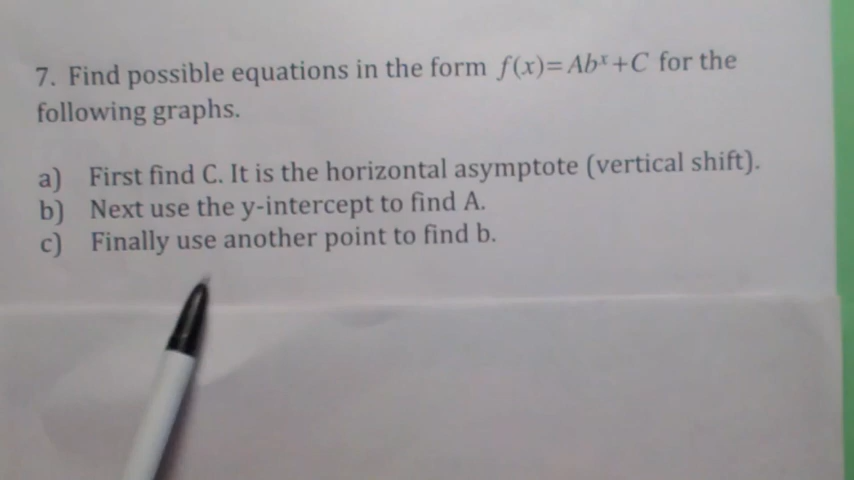 7. Find possible equations in the form f(x)=Abˣ+C for the
following graphs.
a) First find C. It is the horizontal asymptote (vertical shift).
b) Next use the y-intercept to find A.
c) Finally use another point to find b.